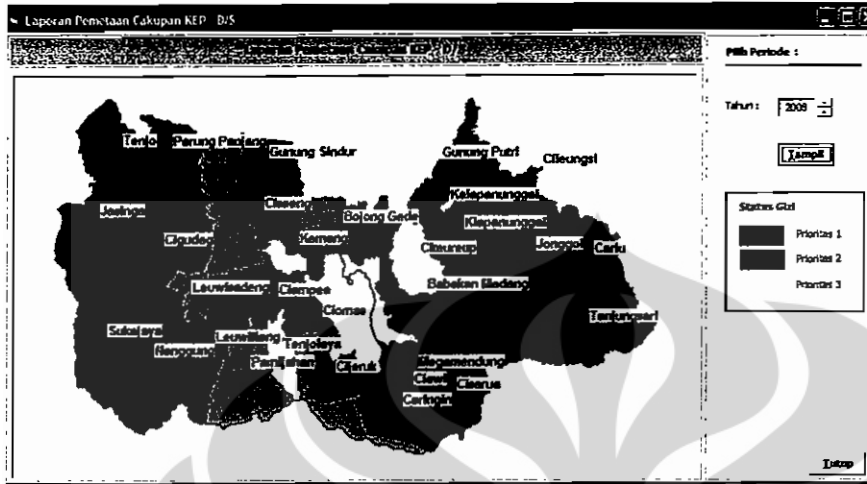 Laporan Pemetaan Cakupan KEP - D/S
Pilih Periode :
Tenjo
Parung Panjang
Gunung Sindur
Gunung Putri
Cileungsi
Tahun :
Tampil
Kelapanunggal
Jasinga
Ciseeng
Bojong Gede
Klapanunggal
Status Gizi
Cigudeg
Kemang
Citeureup
Jonggol
Cariu
Prioritas 1
Prioritas 2
Prioritas 3
Leuwisadeng
Ciampea
Babakan Madang
Ciomas
Tanjungsari
Sukajaya
Nanggung
Leuwiliang
Tenjolaya
Pamijahan
Cijeruk
Megamendung
Ciawi
Cisarua
Caringin
Tutup